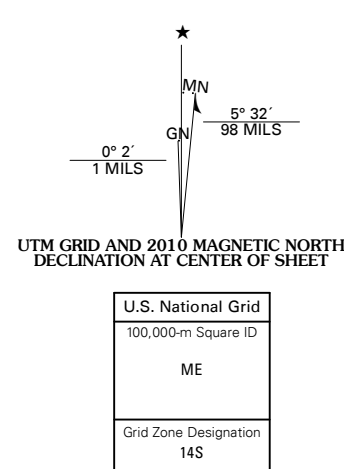 ★
MN
5° 32´
98 MILS
GN
0° 2´
1 MILS
UTM GRID AND 2010 MAGNETIC NORTH
DECLINATION AT CENTER OF SHEET
U.S. National Grid
100,000-m Square ID
ME
Grid Zone Designation
14S